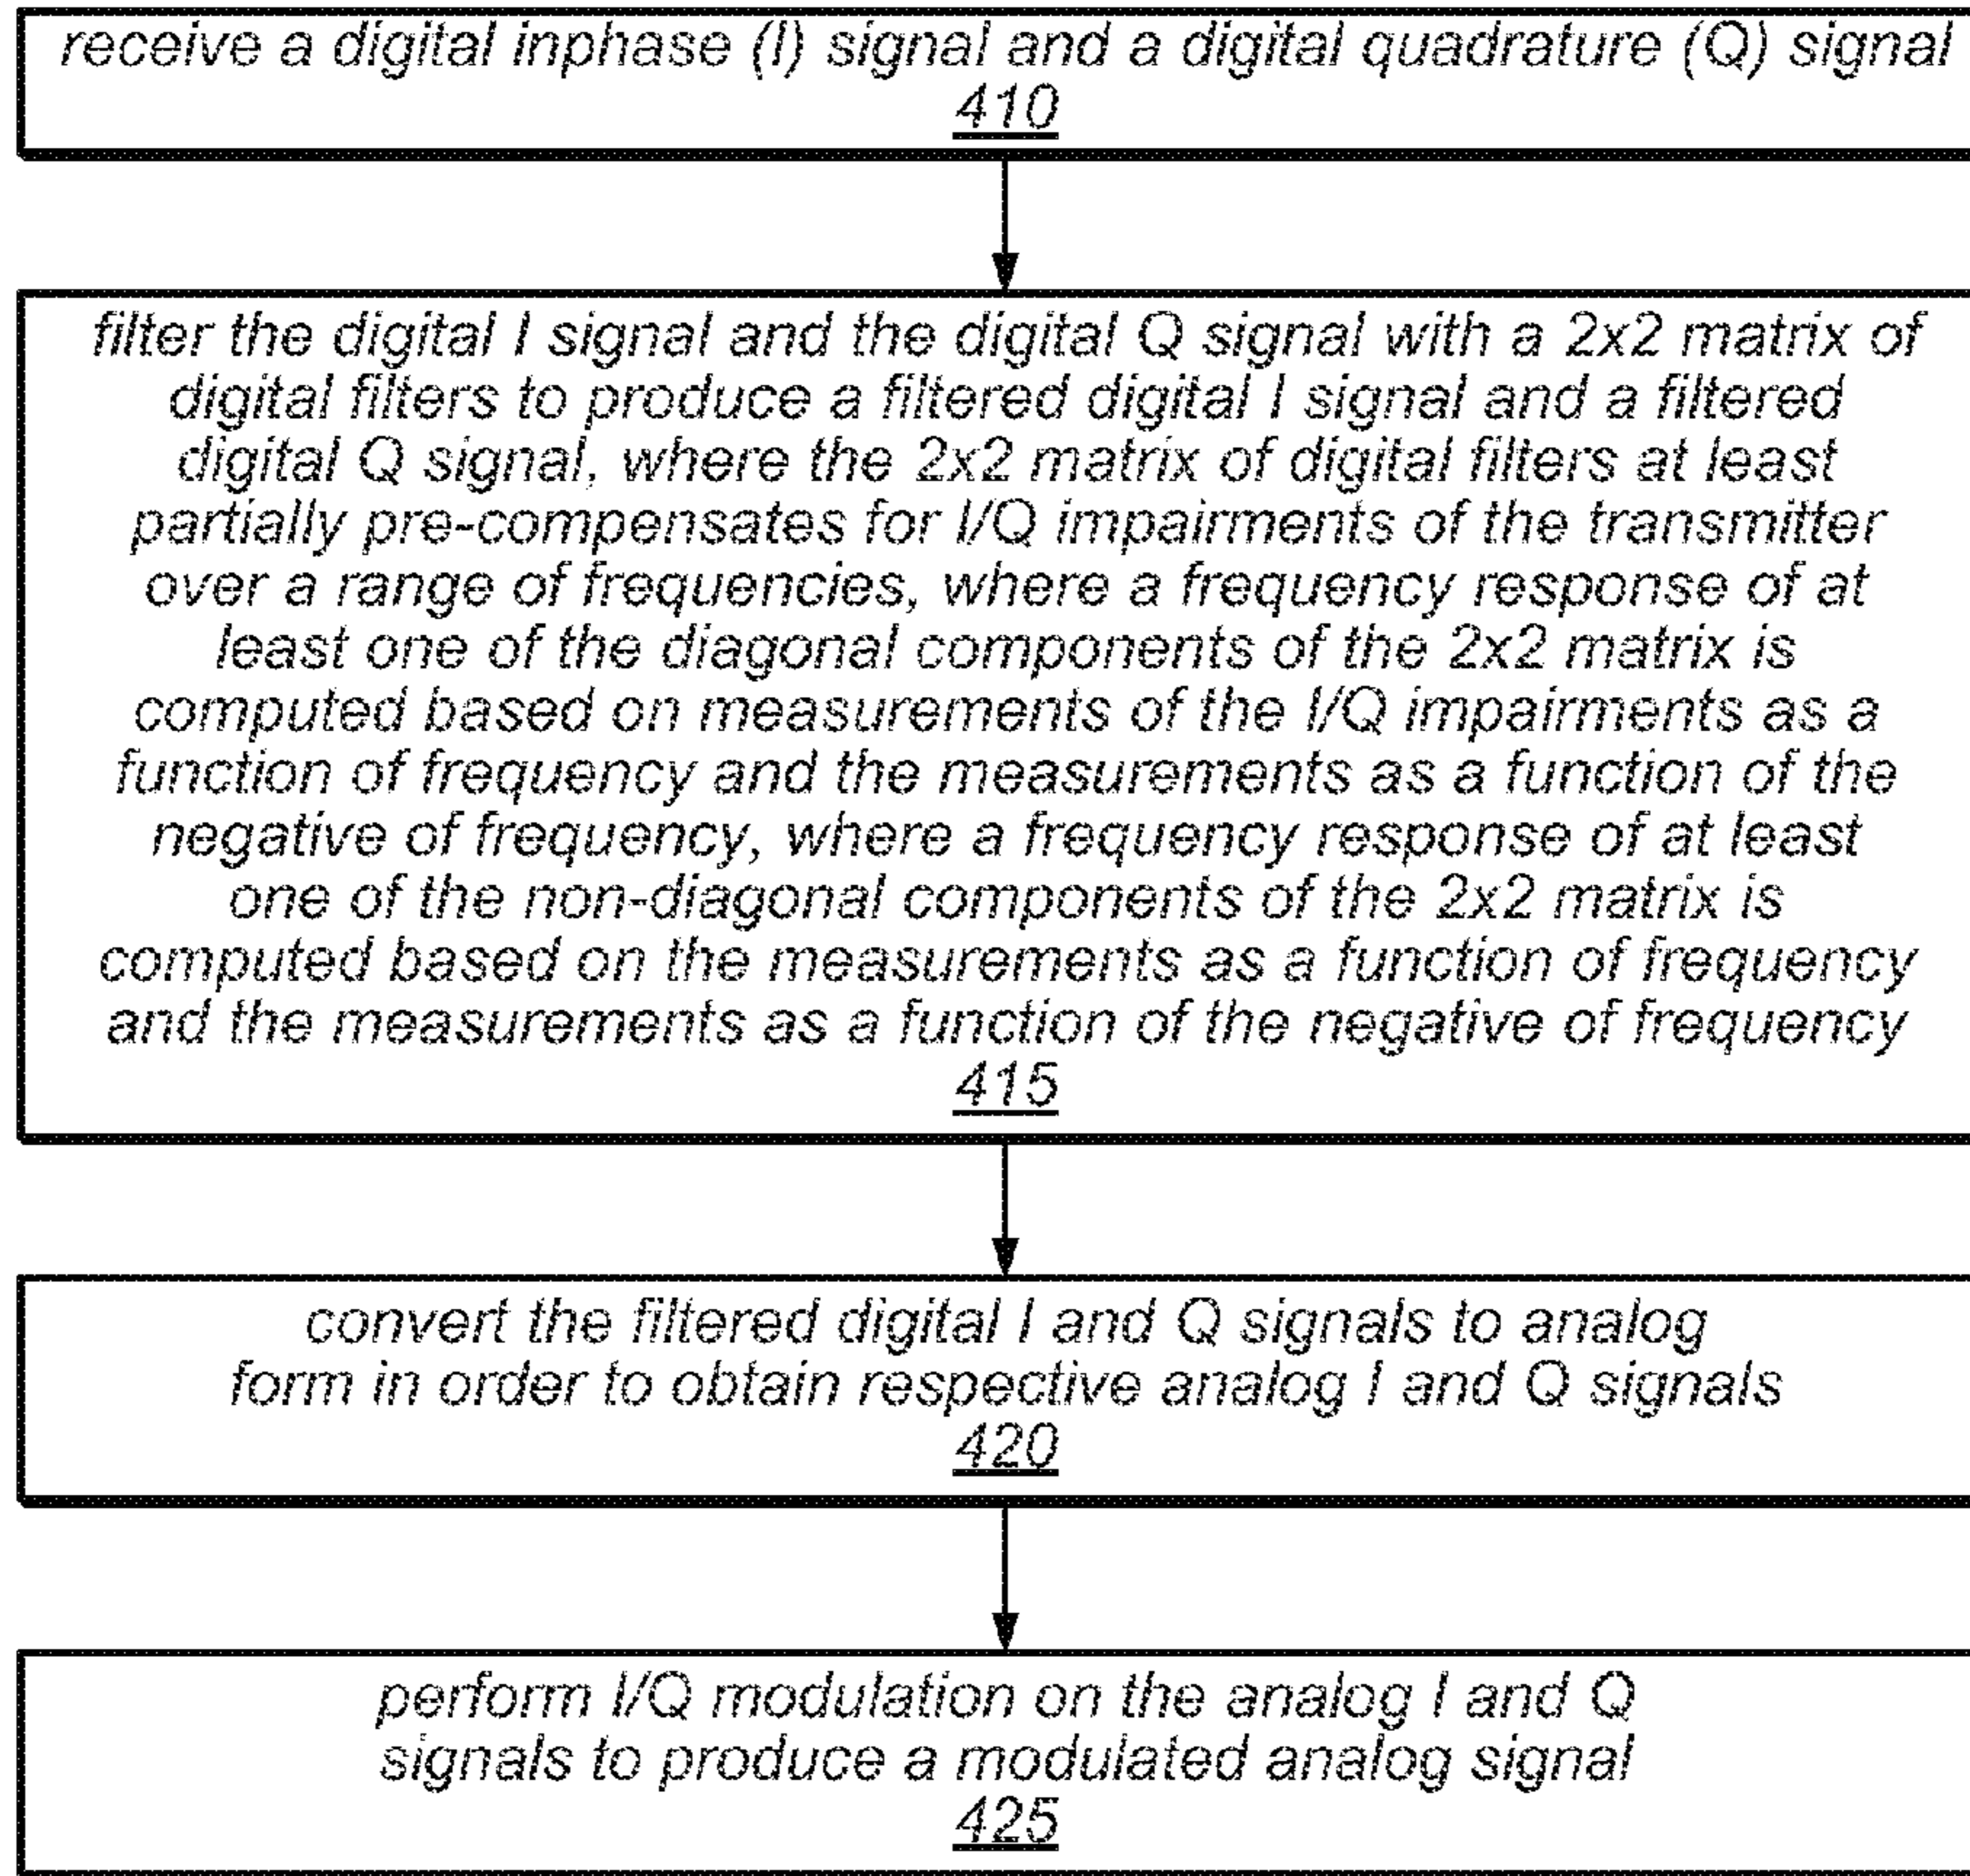 receive a digital inphase (I) signal and a digital quadrature (Q) signal
410
filter the digital I signal and the digital Q signal with a 2x2 matrix of
digital filters to produce a filtered digital I signal and a filtered
digital Q signal, where the 2x2 matrix of digital filters at least
partially pre-compensates for I/Q impairments of the transmitter
over a range of frequencies, where a frequency response of at
least one of the diagonal components of the 2x2 matrix is
computed based on measurements of the I/Q impairments as a
function of frequency and the measurements as a function of the
negative of frequency, where a frequency response of at least
one of the non-diagonal components of the 2x2 matrix is
computed based on the measurements as a function of frequency
and the measurements as a function of the negative of frequency
415
convert the filtered digital I and Q signals to analog
form in order to obtain respective analog I and Q signals
420
perform I/Q modulation on the analog I and Q
signals to produce a modulated analog signal
425